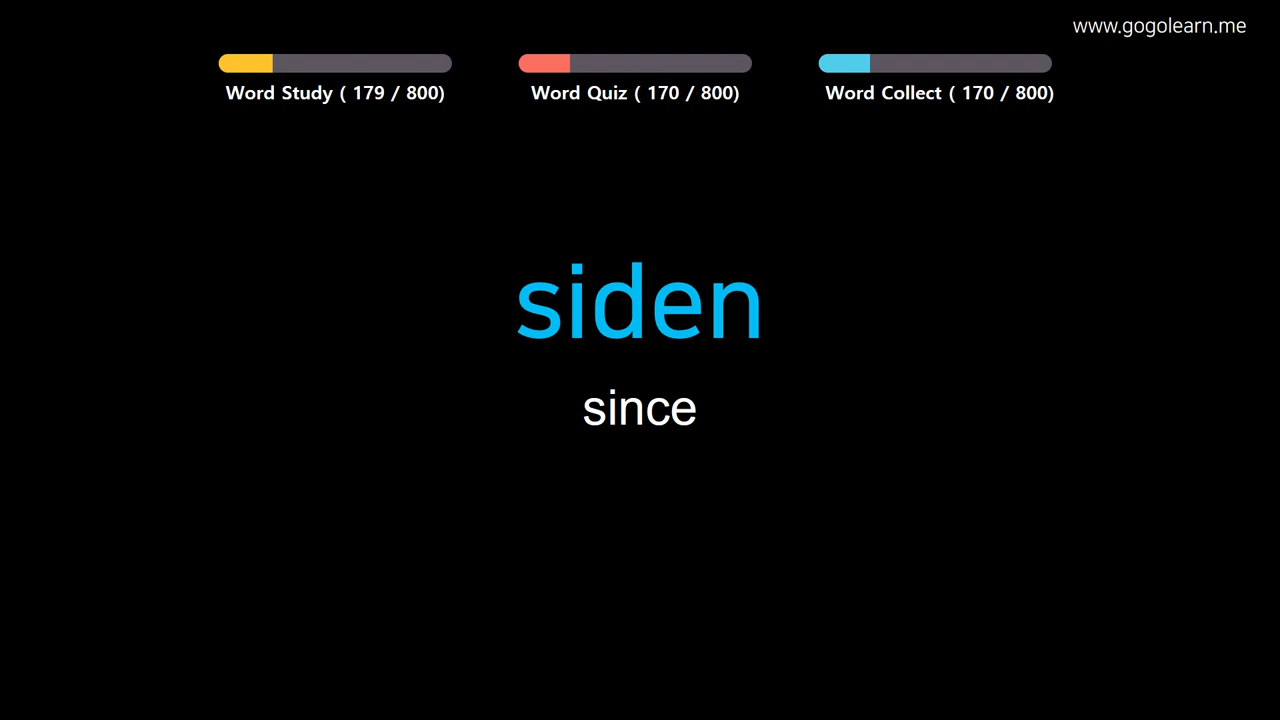 www.gogolearn.me
Word Study ( 179 / 800)
Word Quiz ( 170 / 800)
Word Collect ( 170 / 800)
siden
since